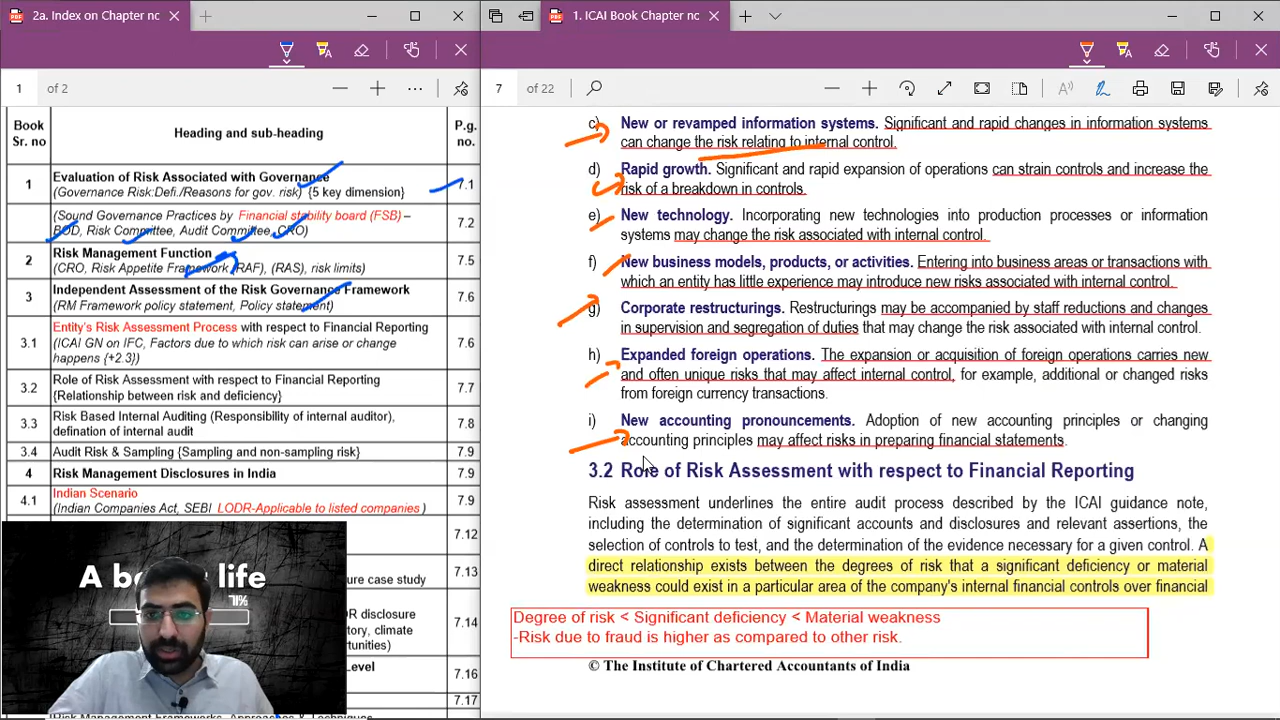 2a. Index on Chapter no
1. ICAI Book Chapter no
1 of 2
7 of 22
Book Sr. no
Heading and sub-heading
P.g. no.
1
Evaluation of Risk Associated with Governance
(Governance Risk:Defi./Reasons for gov. risk) {5 key dimension}
7.1
(Sound Governance Practices by Financial stability board (FSB) –
BOD, Risk Committee, Audit Committee, CRO)
7.2
2
Risk Management Function
(CRO, Risk Appetite Framework (RAF), (RAS), risk limits)
7.5
3
Independent Assessment of the Risk Governance Framework
(RM Framework policy statement, Policy statement)
7.6
3.1
Entity's Risk Assessment Process with respect to Financial Reporting
(ICAI GN on IFC, Factors due to which risk can arise or change
happens {+2.3})
7.6
3.2
Role of Risk Assessment with respect to Financial Reporting
{Relationship between risk and deficiency}
7.7
3.3
Risk Based Internal Auditing (Responsibility of internal auditor),
defination of internal audit
7.8
3.4
Audit Risk & Sampling {Sampling and non-sampling risk}
7.9
4
Risk Management Disclosures in India
7.9
4.1
Indian Scenario
(Indian Companies Act, SEBI LODR-Applicable to listed companies)
7.9
7.12
7.13
ure case study
R disclosure
tory, climate
rtunities)
7.14
Level
7.16
7.17
Risk Management Frameworks, Approaches & Techniques
A be life
71%
c) New or revamped information systems. Significant and rapid changes in information systems
can change the risk relating to internal control.
d) Rapid growth. Significant and rapid expansion of operations can strain controls and increase the
risk of a breakdown in controls.
e) New technology. Incorporating new technologies into production processes or information
systems may change the risk associated with internal control.
f) New business models, products, or activities. Entering into business areas or transactions with
which an entity has little experience may introduce new risks associated with internal control.
g) Corporate restructurings. Restructurings may be accompanied by staff reductions and changes
in supervision and segregation of duties that may change the risk associated with internal control.
h) Expanded foreign operations. The expansion or acquisition of foreign operations carries new
and often unique risks that may affect internal control, for example, additional or changed risks
from foreign currency transactions.
i) New accounting pronouncements. Adoption of new accounting principles or changing
accounting principles may affect risks in preparing financial statements.
3.2 Role of Risk Assessment with respect to Financial Reporting
Risk assessment underlines the entire audit process described by the ICAI guidance note,
including the determination of significant accounts and disclosures and relevant assertions, the
selection of controls to test, and the determination of the evidence necessary for a given control. A
direct relationship exists between the degrees of risk that a significant deficiency or material
weakness could exist in a particular area of the company's internal financial controls over financial
Degree of risk < Significant deficiency < Material weakness
-Risk due to fraud is higher as compared to other risk.
© The Institute of Chartered Accountants of India